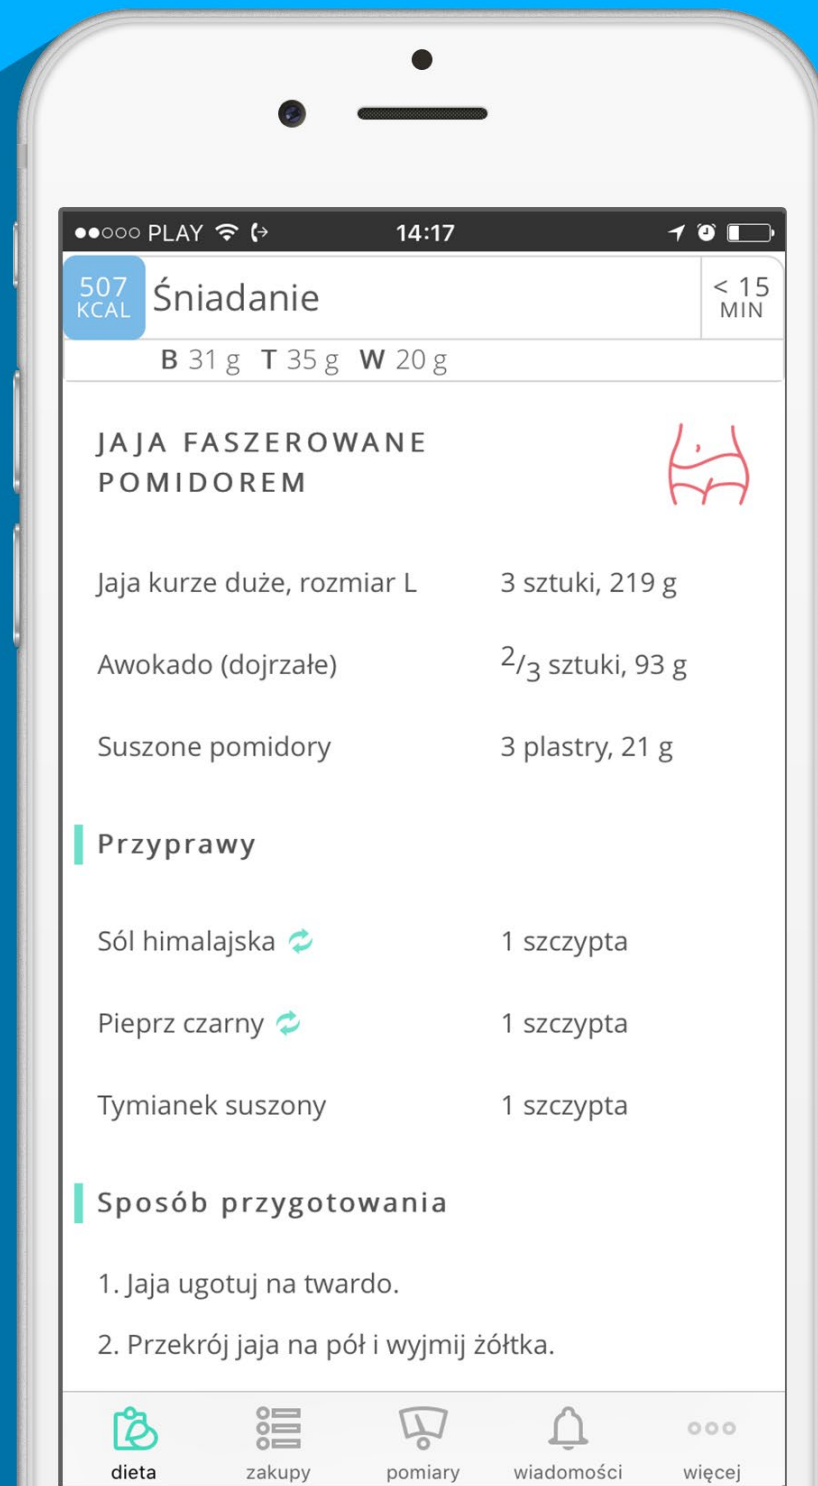 PLAY 14:17
507 KCAL Śniadanie < 15 MIN
B 31 g T 35 g W 20 g
JAJA FASZEROWANE
POMIDOREM
Jaja kurze duże, rozmiar L 3 sztuki, 219 g
Awokado (dojrzałe) 2/3 sztuki, 93 g
Suszone pomidory 3 plastry, 21 g
Przyprawy
Sól himalajska 1 szczypta
Pieprz czarny 1 szczypta
Tymianek suszony 1 szczypta
Sposób przygotowania
1. Jaja ugotuj na twardo.
2. Przekrój jaja na pół i wyjmij żółtka.
dieta zakupy pomiary wiadomości więcej